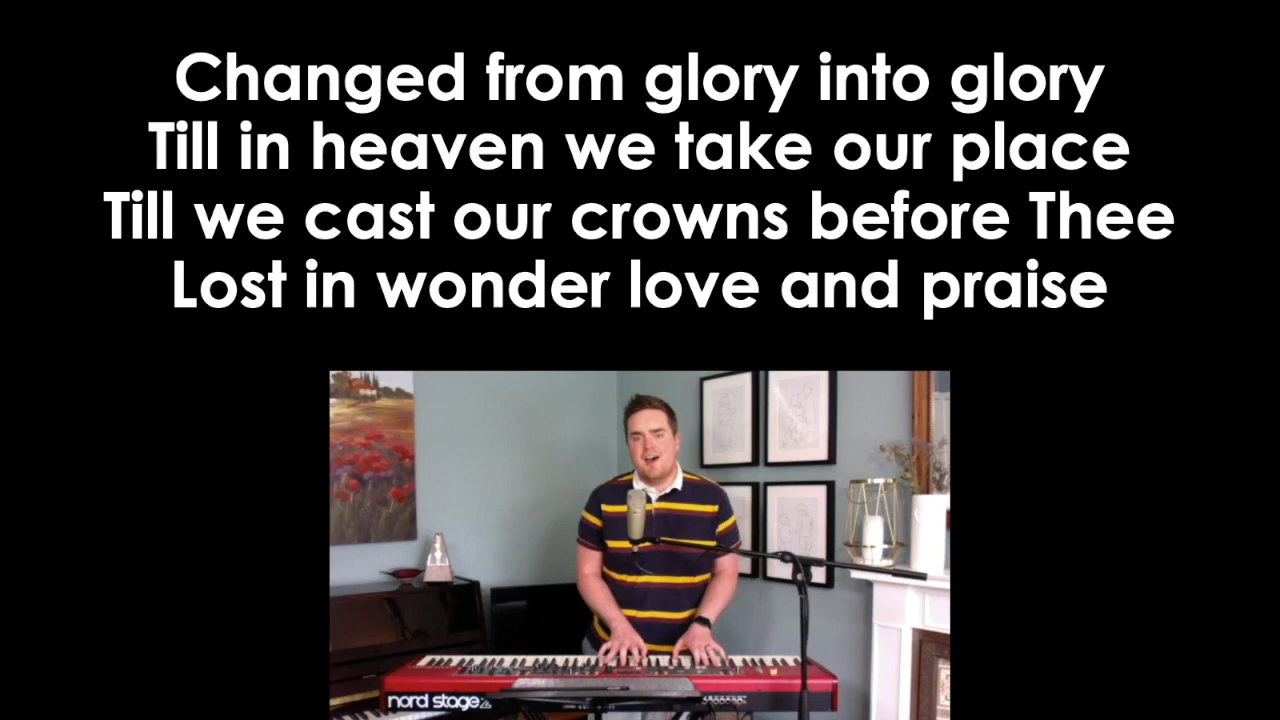 Changed from glory into glory
Till in heaven we take our place
Till we cast our crowns before Thee
Lost in wonder love and praise
nord stage 2